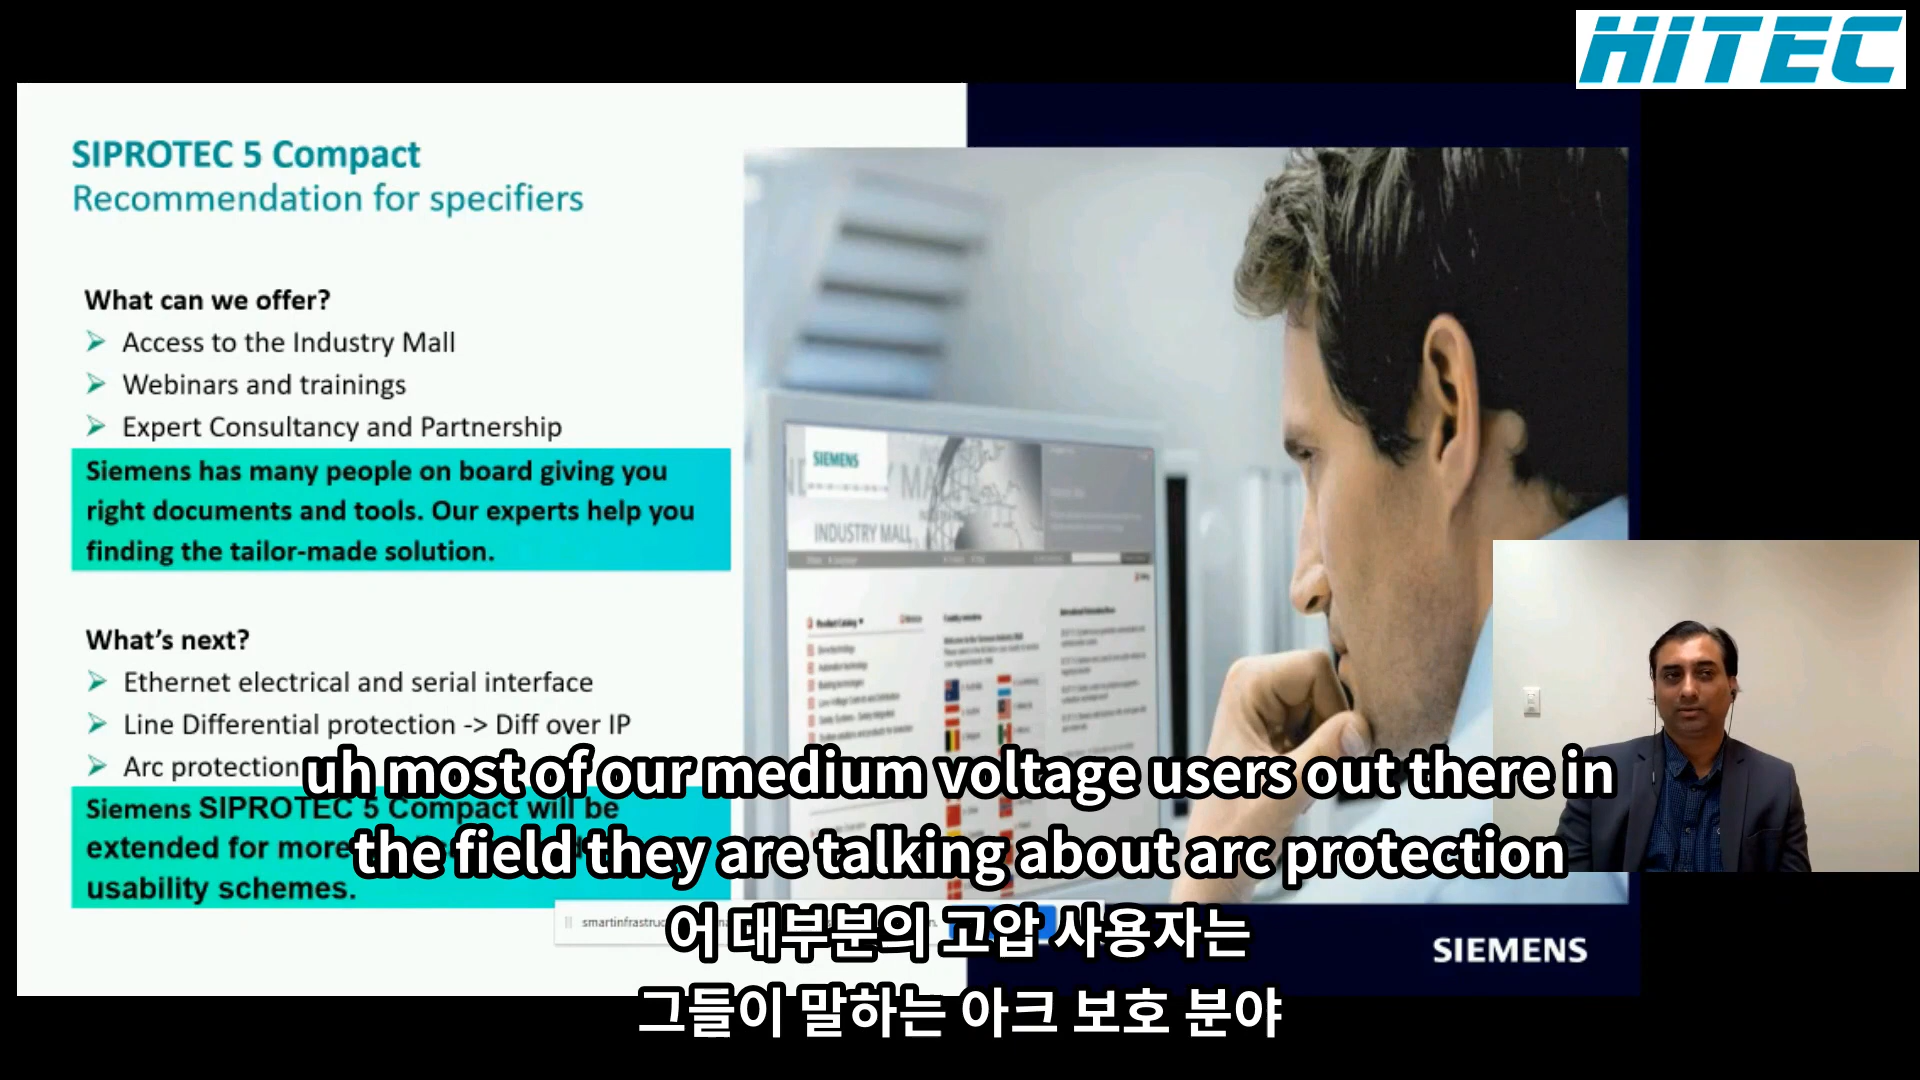 HITEC
SIPROTEC 5 Compact
Recommendation for specifiers
What can we offer?
Access to the Industry Mall
Webinars and trainings
Expert Consultancy and Partnership
Siemens has many people on board giving you
right documents and tools. Our experts help you
finding the tailor-made solution.
What's next?
Ethernet electrical and serial interface
Line Differential protection -> Diff over IP
Arc protection
Siemens SIPROTEC 5 Compact will be
extended for more
usability schemes.
SIEMENS
INDUSTRY MALL
Product Catalog
uh most of our medium voltage users out there in
the field they are talking about arc protection
어 대부분의 고압 사용자는
그들이 말하는 아크 보호 분야
SIEMENS